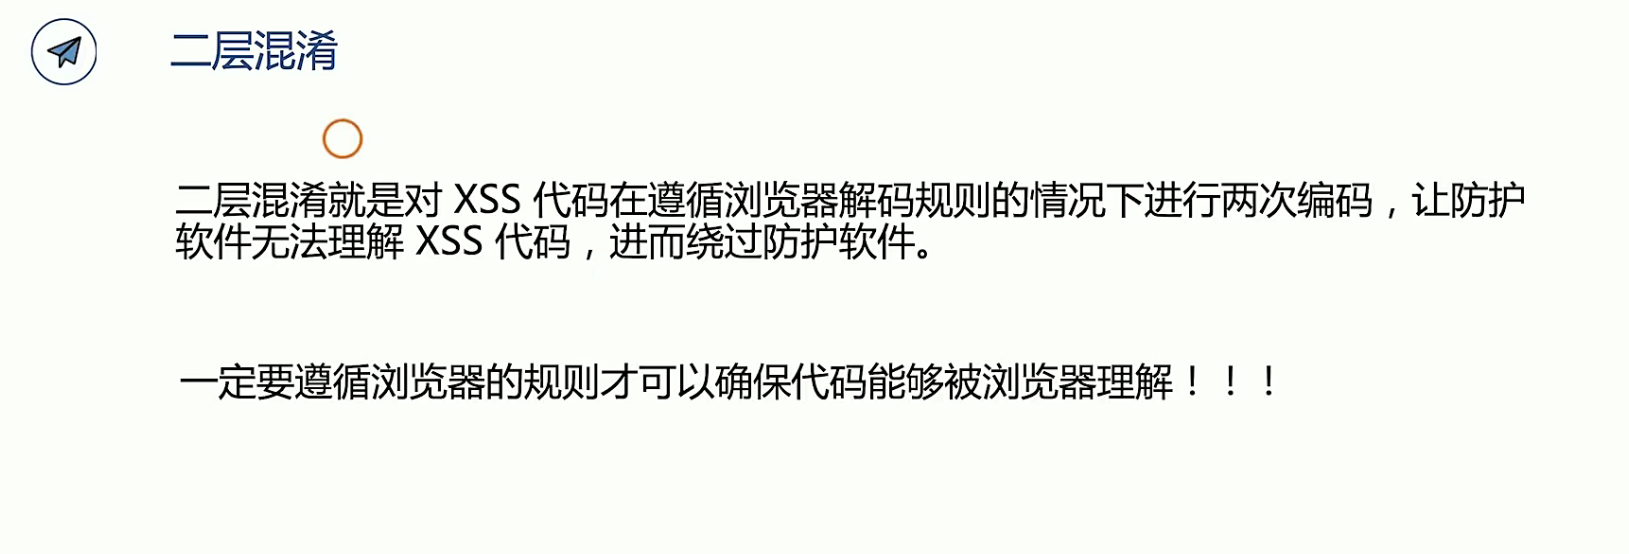 二层混淆
二层混淆就是对 XSS 代码在遵循浏览器解码规则的情况下进行两次编码，让防护
软件无法理解 XSS 代码，进而绕过防护软件。
一定要遵循浏览器的规则才可以确保代码能够被浏览器理解！！！